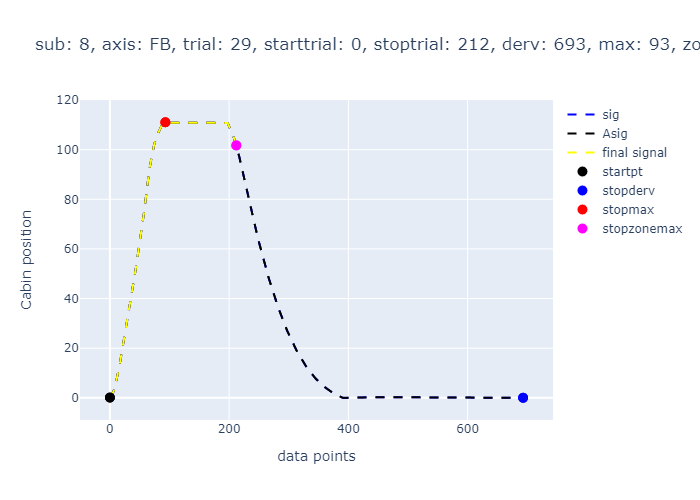 sub: 8, axis: FB, trial: 29, starttrial: 0, stoptrial: 212, derv: 693, max: 93, zo
120
100
80
60
40
20
0
Cabin position
0
200
400
600
data points
sig
Asig
final signal
startpt
stopderv
stopmax
stopzonemax